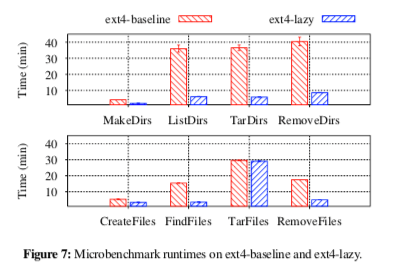 ext4-baseline ext4-lazy
Time (min)
40
30
20
10
MakeDirs ListDirs TarDirs RemoveDirs
Time (min)
40
30
20
10
CreateFiles FindFiles TarFiles RemoveFiles
Figure 7: Microbenchmark runtimes on ext4-baseline and ext4-lazy.